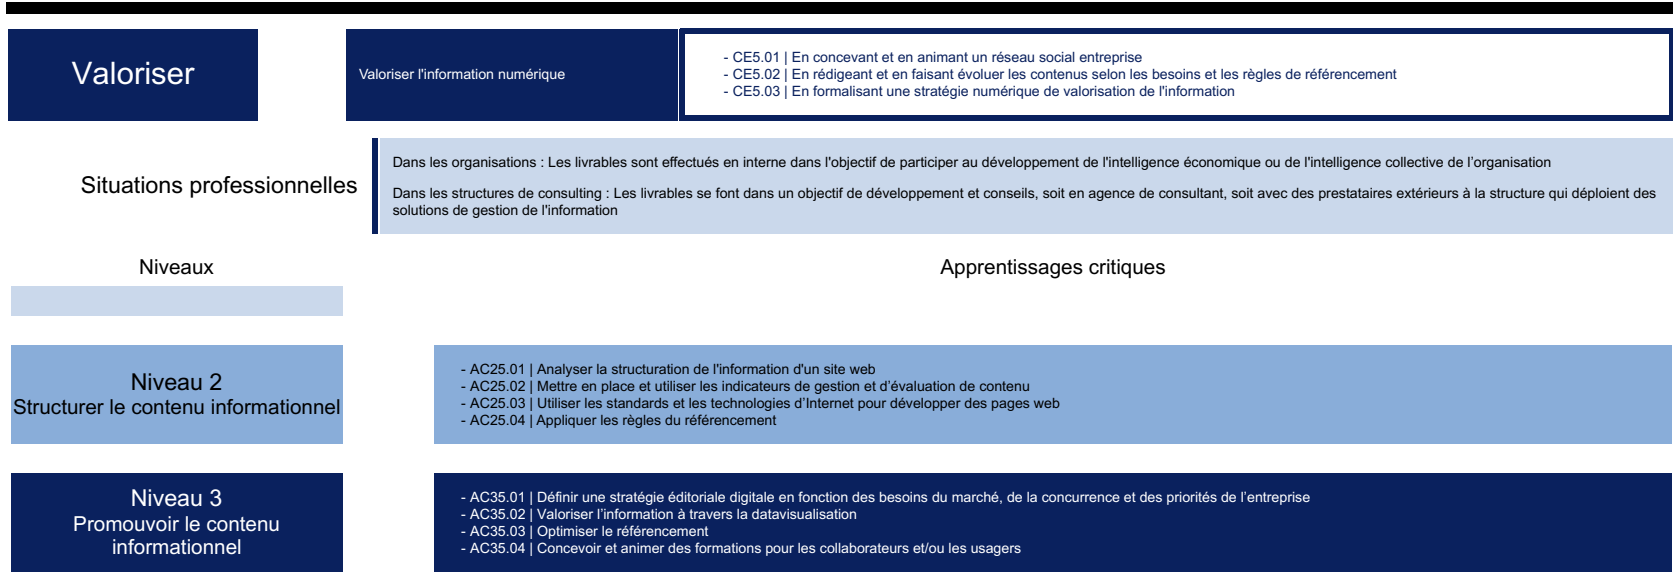 Valoriser
Valoriser l'information numérique
- CE5.01 | En concevant et en animant un réseau social entreprise
- CE5.02 | En rédigeant et en faisant évoluer les contenus selon les besoins et les règles de référencement
- CE5.03 | En formalisant une stratégie numérique de valorisation de l'information
Situations professionnelles
Dans les organisations : Les livrables sont effectués en interne dans l'objectif de participer au développement de l'intelligence économique ou de l'intelligence collective de l’organisation
Dans les structures de consulting : Les livrables se font dans un objectif de développement et conseils, soit en agence de consultant, soit avec des prestataires extérieurs à la structure qui déploient des
solutions de gestion de l'information
Niveaux
Apprentissages critiques
Niveau 2
Structurer le contenu informationnel
- AC25.01 | Analyser la structuration de l'information d'un site web
- AC25.02 | Mettre en place et utiliser les indicateurs de gestion et d’évaluation de contenu
- AC25.03 | Utiliser les standards et les technologies d’Internet pour développer des pages web
- AC25.04 | Appliquer les règles du référencement
Niveau 3
Promouvoir le contenu
informationnel
- AC35.01 | Définir une stratégie éditoriale digitale en fonction des besoins du marché, de la concurrence et des priorités de l’entreprise
- AC35.02 | Valoriser l’information à travers la datavisualisation
- AC35.03 | Optimiser le référencement
- AC35.04 | Concevoir et animer des formations pour les collaborateurs et/ou les usagers